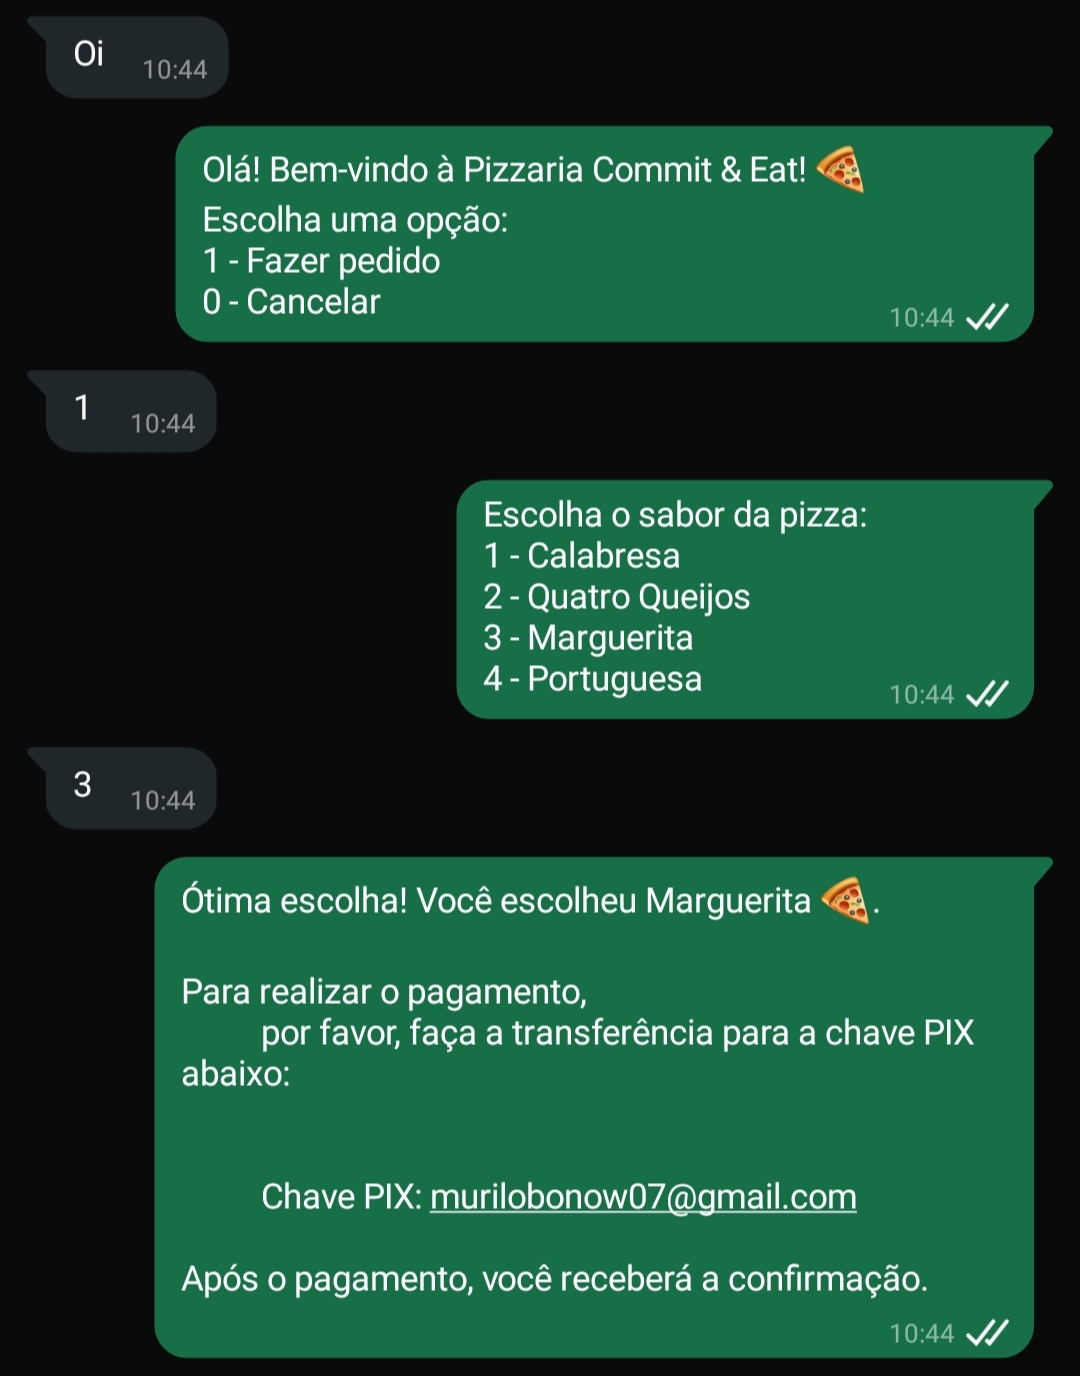 Oi
10:44
Olá! Bem-vindo à Pizzaria Commit & Eat! 🍕
Escolha uma opção:
1 - Fazer pedido
0 - Cancelar
10:44
1
10:44
Escolha o sabor da pizza:
1 - Calabresa
2 - Quatro Queijos
3 - Marguerita
4 - Portuguesa
10:44
3
10:44
Ótima escolha! Você escolheu Marguerita 🍕.
Para realizar o pagamento,
por favor, faça a transferência para a chave PIX
abaixo:
Chave PIX: murilobonow07@gmail.com
Após o pagamento, você receberá a confirmação.
10:44